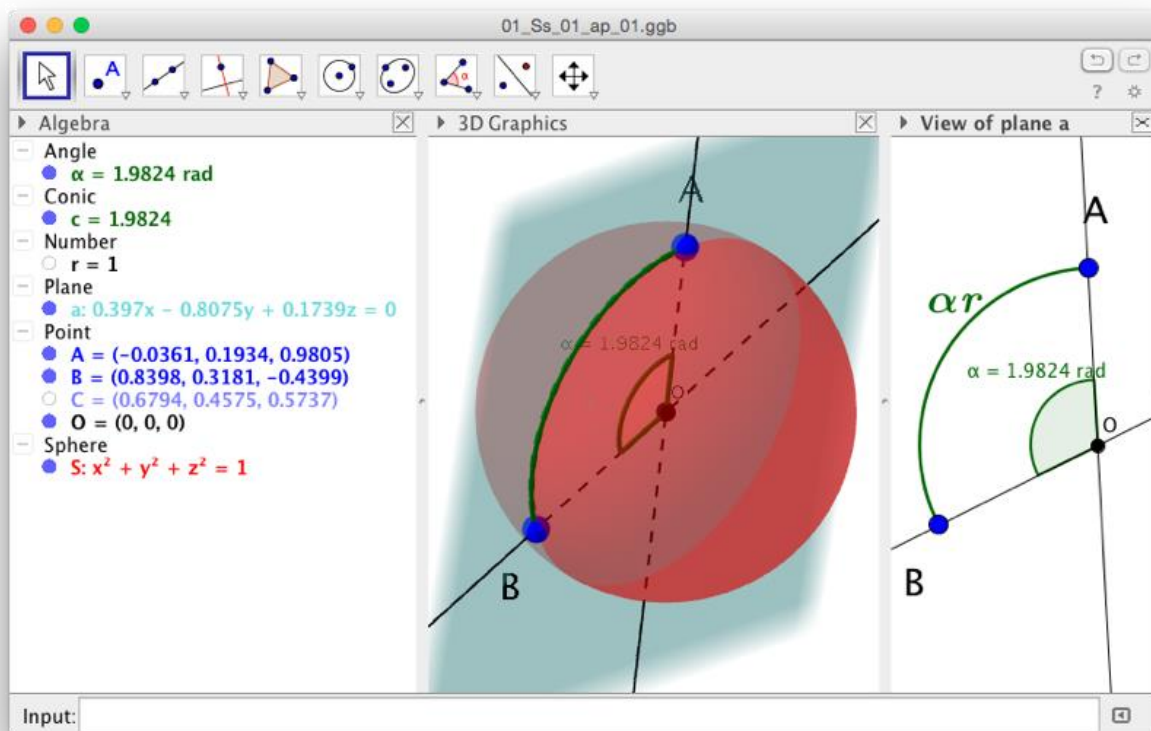 01_Ss_01_ap_01.ggb
A
α
?
Algebra
3D Graphics
View of plane a
Angle
α = 1.9824 rad
Conic
c = 1.9824
Number
r = 1
Plane
a: 0.397x – 0.8075y + 0.1739z = 0
Point
A = (–0.0361, 0.1934, 0.9805)
B = (0.8398, 0.3181, –0.4399)
C = (0.6794, 0.4575, 0.5737)
O = (0, 0, 0)
Sphere
S: x² + y² + z² = 1
A
α = 1.9824 rad
O
B
A
αr
α = 1.9824 rad
O
B
Input: